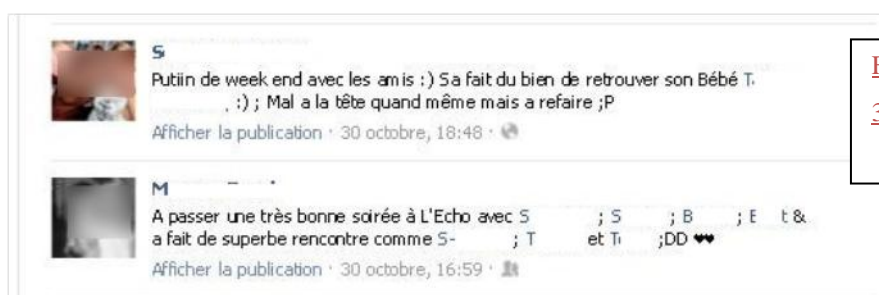 S
Putiin de week end avec les amis :) Sa fait du bien de retrouver son Bébé T.
. :) ; Mal a la tête quand même mais a refaire ;P
Afficher la publication · 30 octobre, 18:48 ·
M
A passer une très bonne soirée à L'Echo avec S ; S ; B ; E t &
a fait de superbe rencontre comme S- ; T et T ;DD ♥♥
Afficher la publication · 30 octobre, 16:59 ·